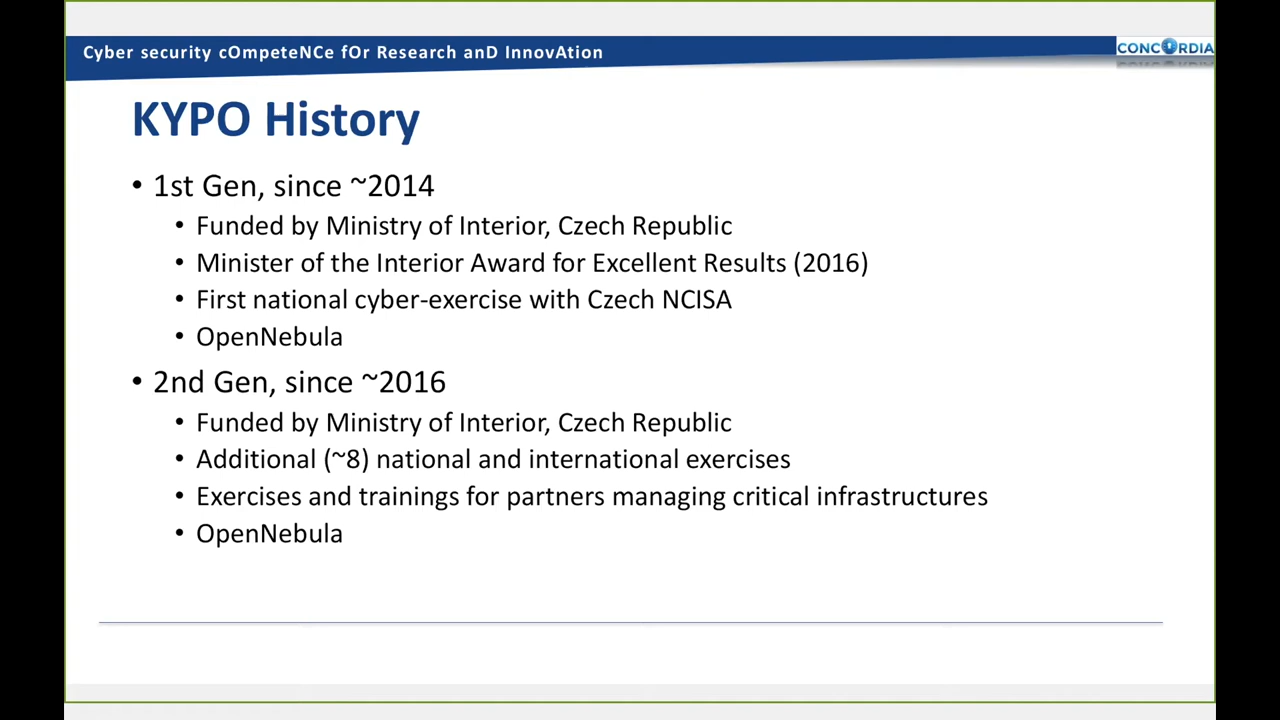 Cyber security cOmpeteNCe fOr Research anD InnovAtion
CONCORDIA
KYPO History
• 1st Gen, since ~2014
• Funded by Ministry of Interior, Czech Republic
• Minister of the Interior Award for Excellent Results (2016)
• First national cyber-exercise with Czech NCISA
• OpenNebula
• 2nd Gen, since ~2016
• Funded by Ministry of Interior, Czech Republic
• Additional (~8) national and international exercises
• Exercises and trainings for partners managing critical infrastructures
• OpenNebula